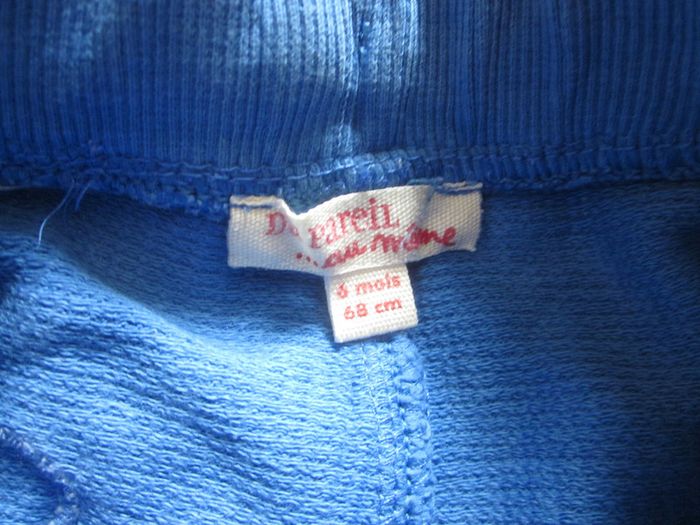 Pareil
...au même
6 mois
68 cm